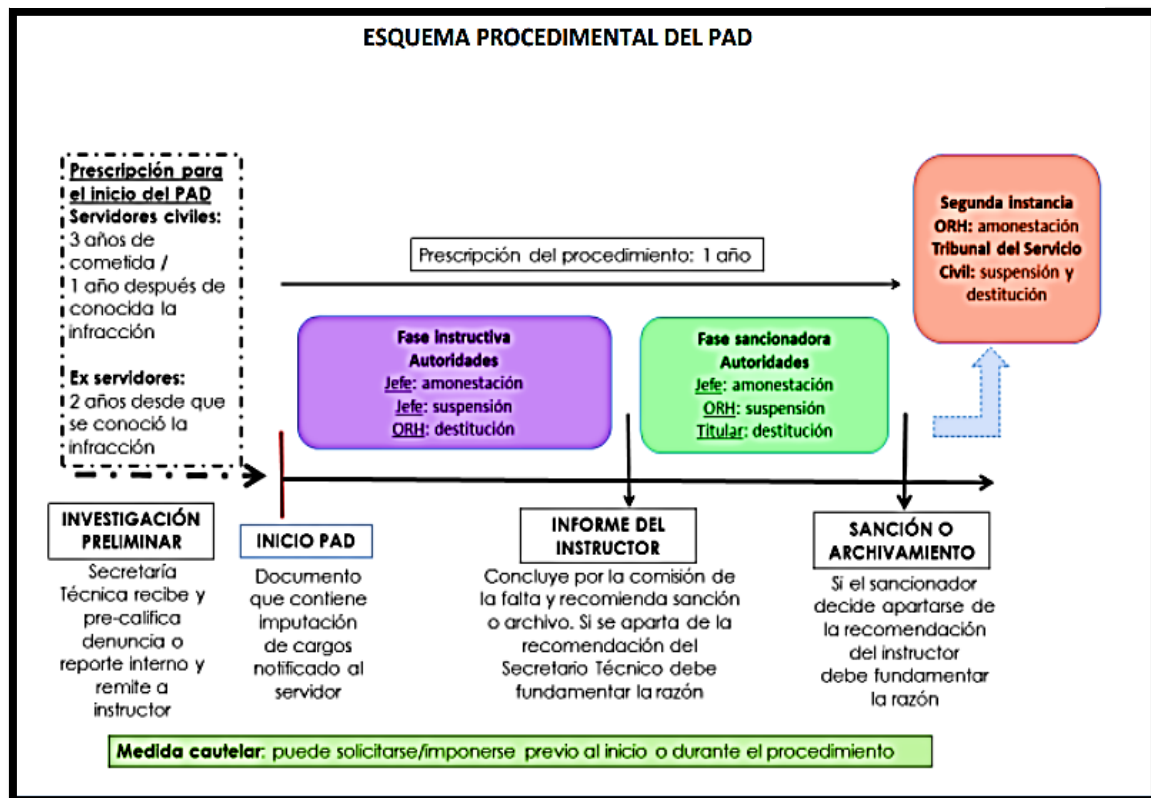 ESQUEMA PROCEDIMENTAL DEL PAD
Prescripción para
el inicio del PAD
Servidores civiles:
3 años de
cometida /
1 año después de
conocida la
infracción
Ex servidores:
2 años desde que
se conoció la
infracción
Prescripción del procedimiento: 1 año
Segunda instancia
ORH: amonestación
Tribunal del Servicio
Civil: suspensión y
destitución
Fase instructiva
Autoridades
Jefe: amonestación
Jefe: suspensión
ORH: destitución
Fase sancionadora
Autoridades
Jefe: amonestación
ORH: suspensión
Titular: destitución
INVESTIGACIÓN
PRELIMINAR
Secretaría
Técnica recibe y
pre-califica
denuncia o
reporte interno y
remite a
instructor
INICIO PAD
Documento
que contiene
imputación
de cargos
notificado al
servidor
INFORME DEL
INSTRUCTOR
Concluye por la comisión de
la falta y recomienda sanción
o archivo. Si se aparta de la
recomendación del
Secretario Técnico debe
fundamentar la razón
SANCIÓN O
ARCHIVAMIENTO
Si el sancionador
decide apartarse de
la recomendación
del instructor
debe fundamentar
la razón
Medida cautelar: puede solicitarse/imponerse previo al inicio o durante el procedimiento